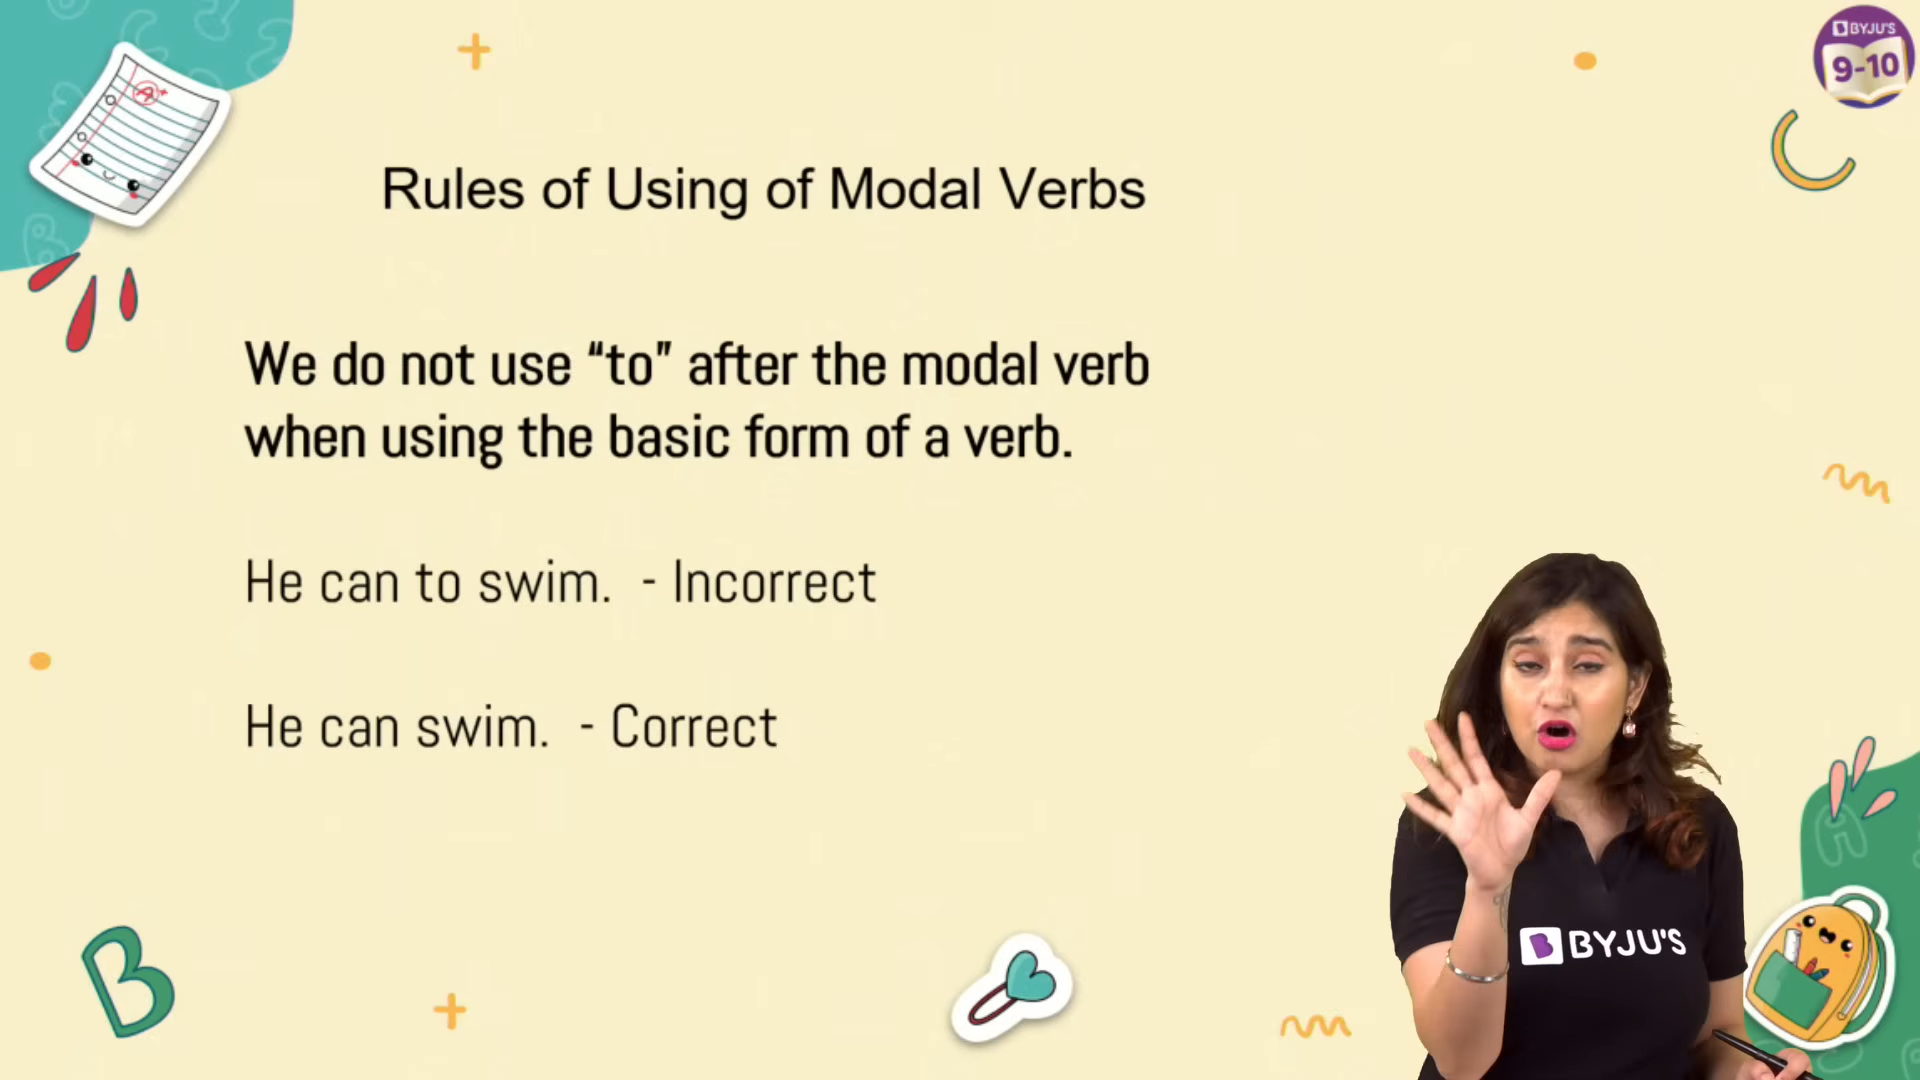 BYJU'S
9-10
Rules of Using of Modal Verbs
We do not use “to” after the modal verb
when using the basic form of a verb.
He can to swim. - Incorrect
He can swim. - Correct
BYJU'S